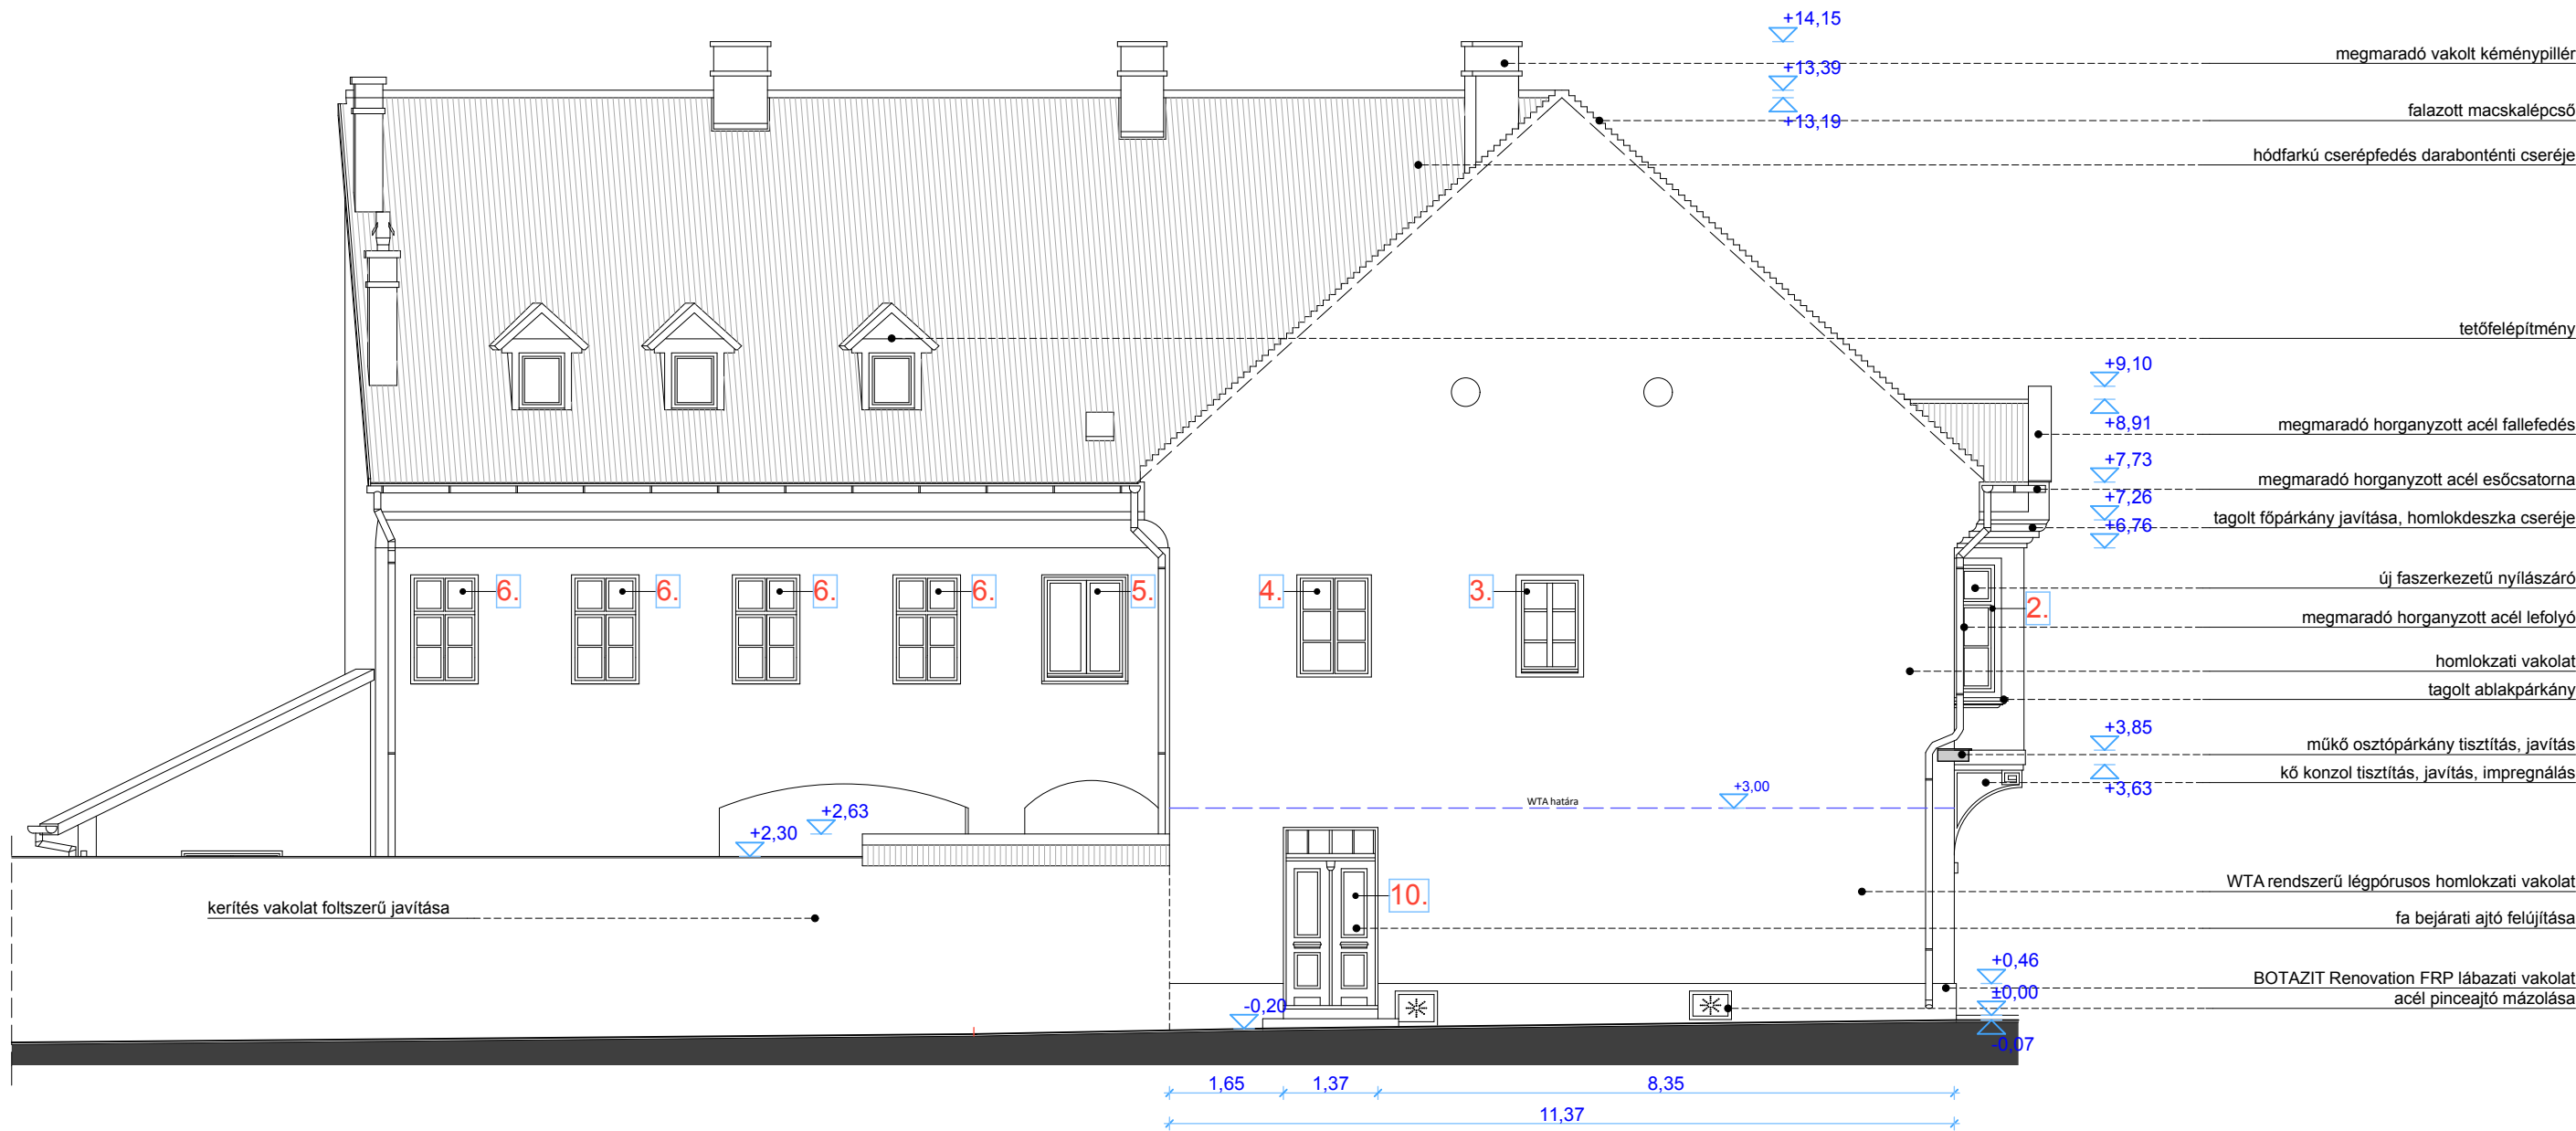 +14,15
megmaradó vakolt kéménypillér
+13,39
falazott macskalépcső
+13,19
hódfarkú cserépfedés darabonténti cseréje
tetőfelépítmény
+9,10
+8,91
megmaradó horganyzott acél fallefedés
+7,73
megmaradó horganyzott acél esőcsatorna
+7,26
tagolt főpárkány javítása, homlokdeszka cseréje
+6,76
új faszerkezetű nyílászáró
6.
6.
6.
6.
5.
4.
3.
2.
megmaradó horganyzott acél lefolyó
homlokzati vakolat
tagolt ablakpárkány
+3,85
műkő osztópárkány tisztítás, javítás
kő konzol tisztítás, javítás, impregnálás
+3,63
+3,00
WTA határa
+2,63
+2,30
WTA rendszerű légpórusos homlokzati vakolat
10.
kerítés vakolat foltszerű javítása
fa bejárati ajtó felújítása
+0,46
BOTAZIT Renovation FRP lábazati vakolat
±0,00
acél pinceajtó mázolása
-0,20
-0,07
1,65
1,37
8,35
11,37